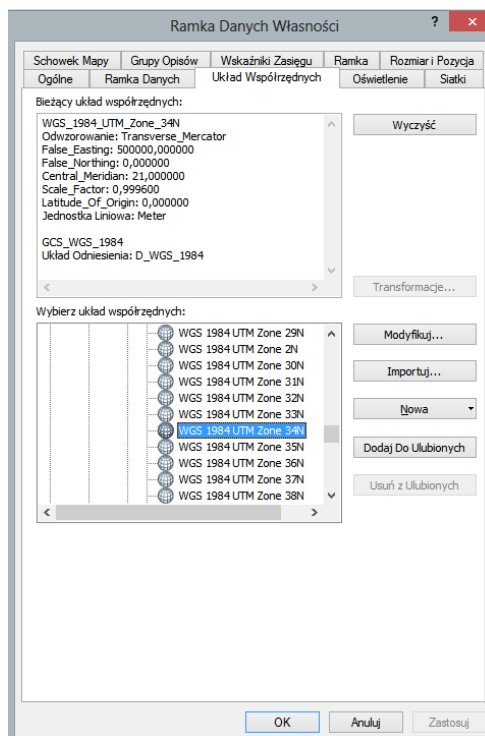 Ramka Danych Własności
?
×
Schowek Mapy
Grupy Opisów
Wskaźniki Zasięgu
Ramka
Rozmiar i Pozycja
Ogólne
Ramka Danych
Układ Współrzędnych
Oświetlenie
Siatki
Bieżący układ współrzędnych:
WGS_1984_UTM_Zone_34N
Odwzorowanie: Transverse_Mercator
False_Easting: 500000,000000
False_Northing: 0,000000
Central_Meridian: 21,000000
Scale_Factor: 0,999600
Latitude_Of_Origin: 0,000000
Jednostka Liniowa: Meter
GCS_WGS_1984
Układ Odniesienia: D_WGS_1984
Wyczyść
Transformacje...
Wybierz układ współrzędnych:
WGS 1984 UTM Zone 29N
WGS 1984 UTM Zone 2N
WGS 1984 UTM Zone 30N
WGS 1984 UTM Zone 31N
WGS 1984 UTM Zone 32N
WGS 1984 UTM Zone 33N
WGS 1984 UTM Zone 34N
WGS 1984 UTM Zone 35N
WGS 1984 UTM Zone 36N
WGS 1984 UTM Zone 37N
WGS 1984 UTM Zone 38N
Modyfikuj...
Importuj...
Nowa
Dodaj Do Ulubionych
Usuń z Ulubionych
OK
Anuluj
Zastosuj